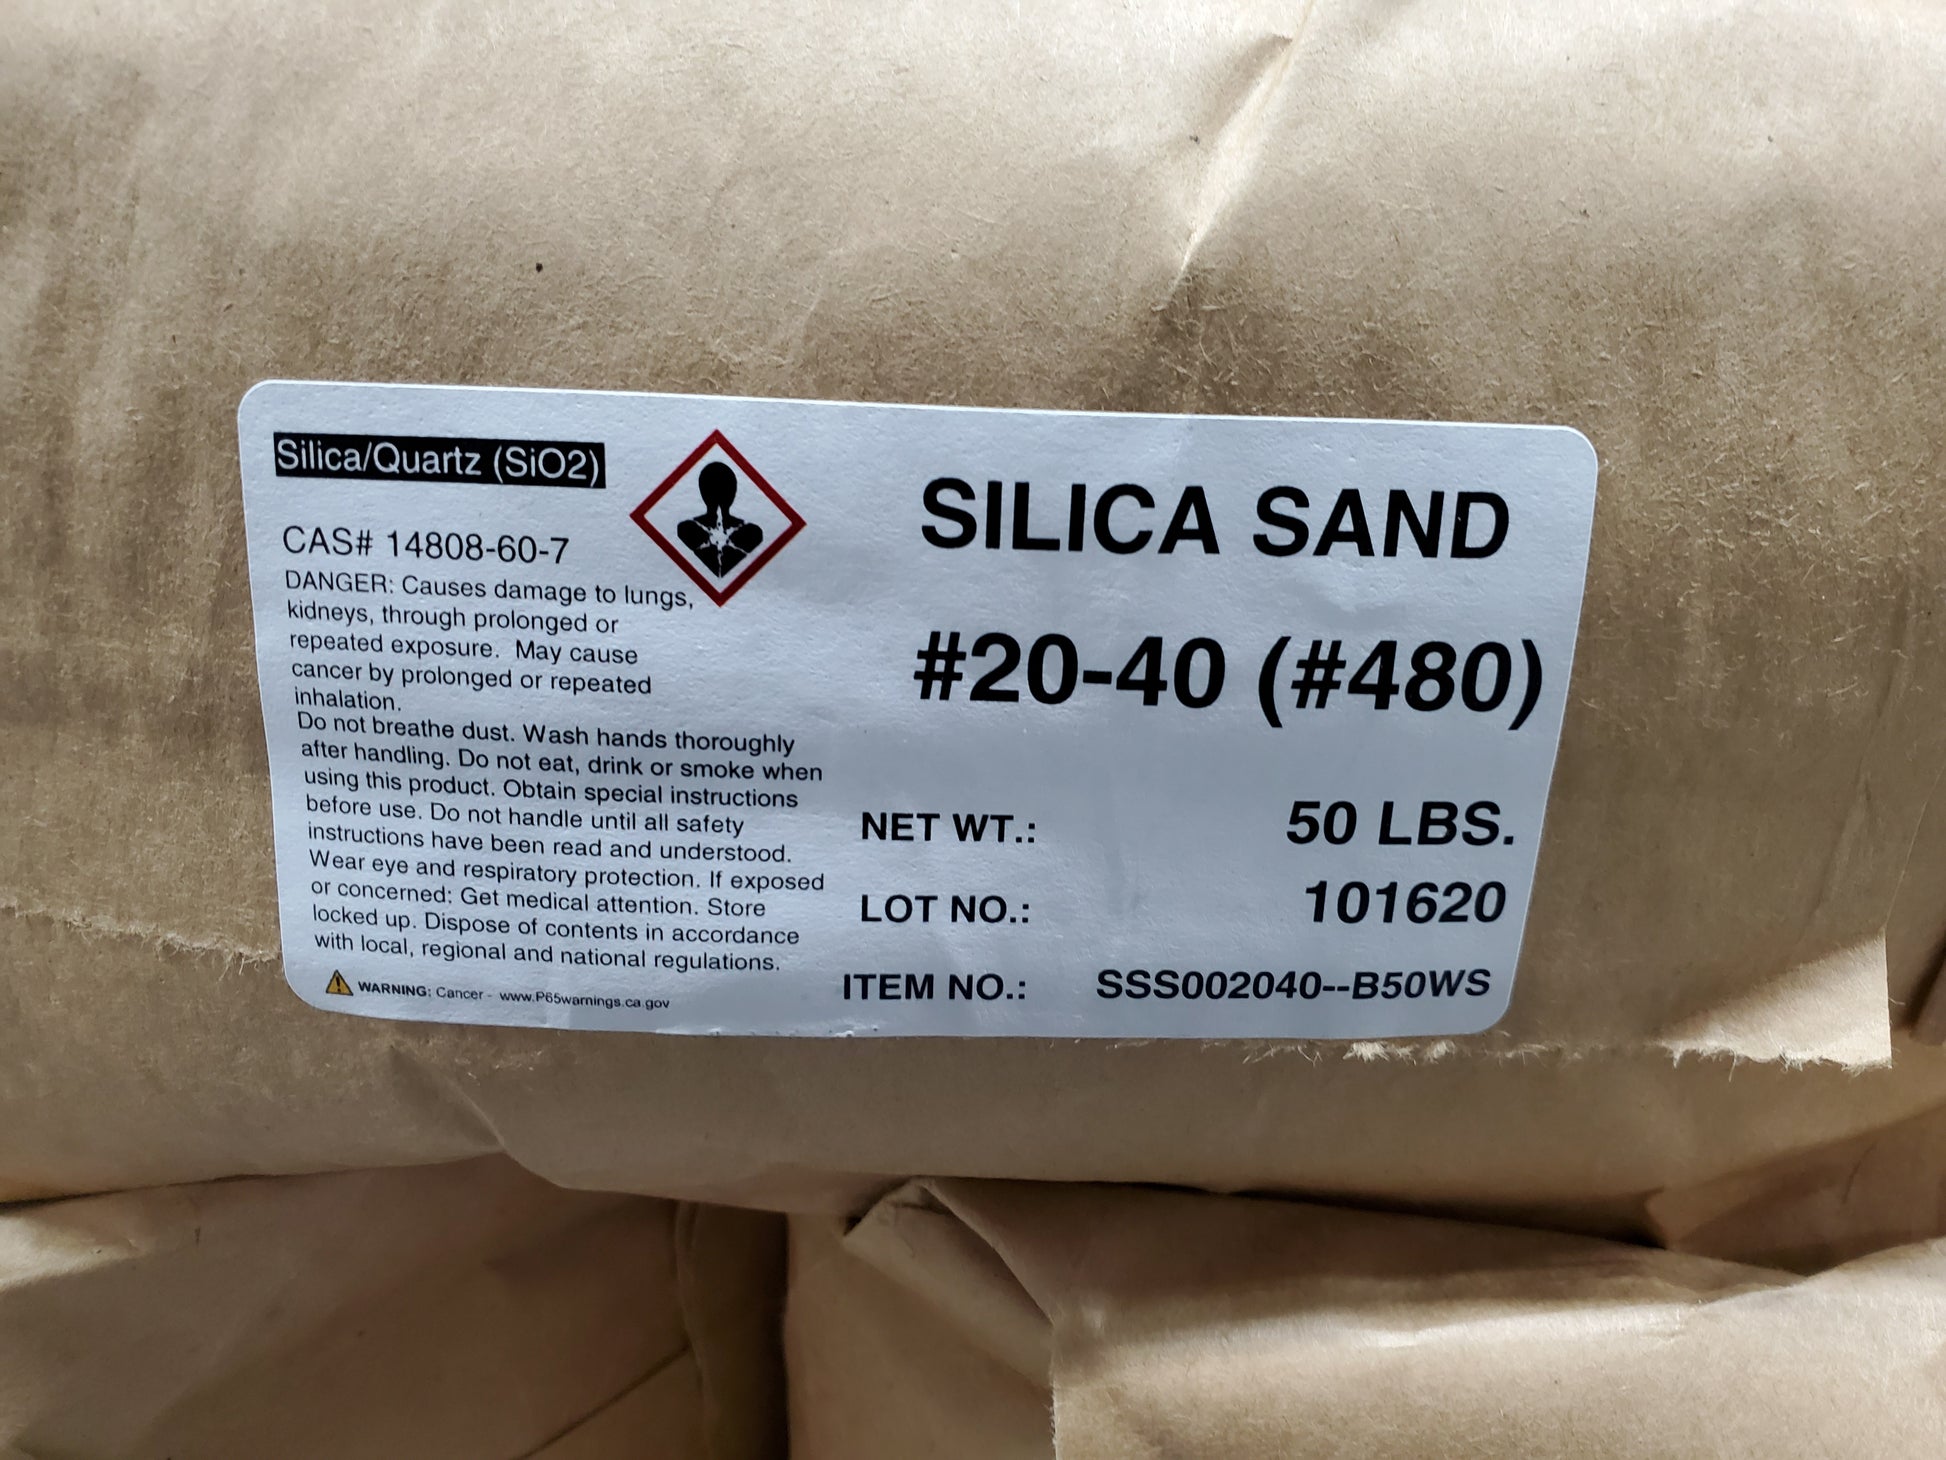 Silica/Quartz (SiO2)
CAS# 14808-60-7
DANGER: Causes damage to lungs,
kidneys, through prolonged or
repeated exposure.  May cause
cancer by prolonged or repeated
inhalation.
Do not breathe dust. Wash hands thoroughly
after handling. Do not eat, drink or smoke when
using this product. Obtain special instructions
before use. Do not handle until all safety
instructions have been read and understood.
Wear eye and respiratory protection. If exposed
or concerned: Get medical attention. Store
locked up. Dispose of contents in accordance
with local, regional and national regulations.
WARNING: Cancer - www.P65warnings.ca.gov
SILICA SAND
#20-40 (#480)
NET WT.: 50 LBS.
LOT NO.: 101620
ITEM NO.: SSS002040--B50WS